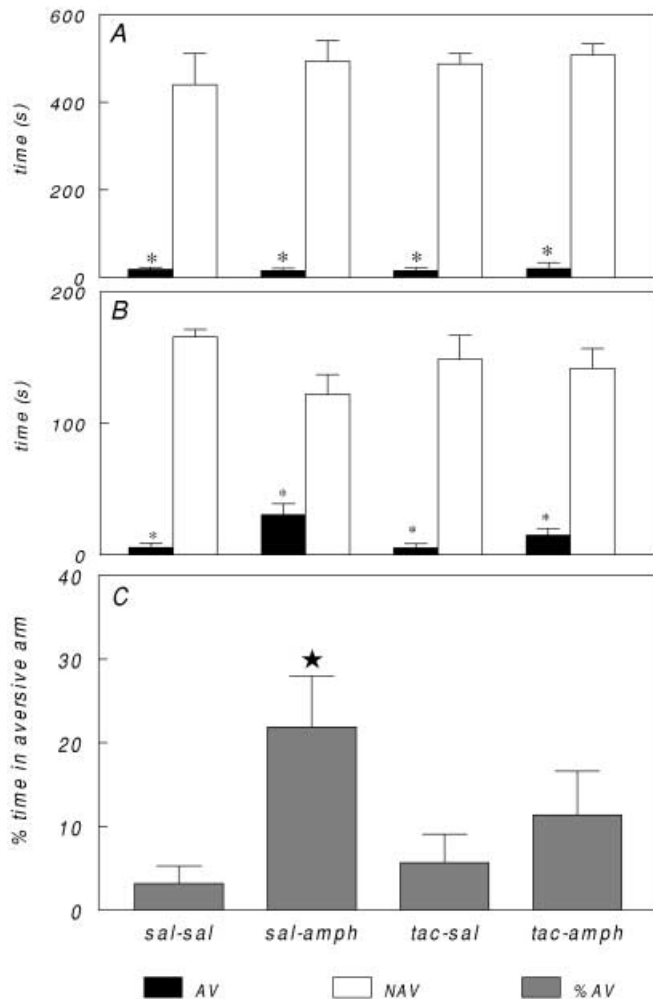 A
600
400
200
0
time (s)
* * * *
B
200
100
0
time (s)
* * * *
C
40
30
20
10
0
% time in aversive arm
★
sal-sal sal-amph tac-sal tac-amph
AV NAV % AV